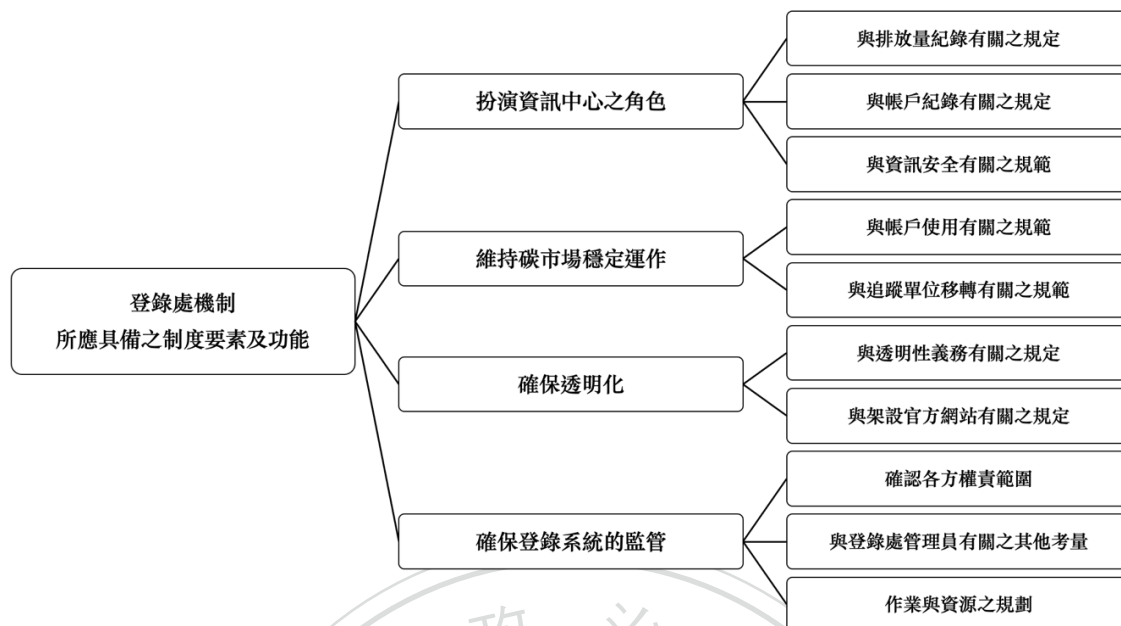 登錄處機制
所應具備之制度要素及功能
扮演資訊中心之角色
與排放量紀錄有關之規定
與帳戶紀錄有關之規定
與資訊安全有關之規範
維持碳市場穩定運作
與帳戶使用有關之規範
與追蹤單位移轉有關之規範
確保透明化
與透明性義務有關之規定
與架設官方網站有關之規定
確保登錄系統的監管
確認各方權責範圍
與登錄處管理員有關之其他考量
作業與資源之規劃
政 治